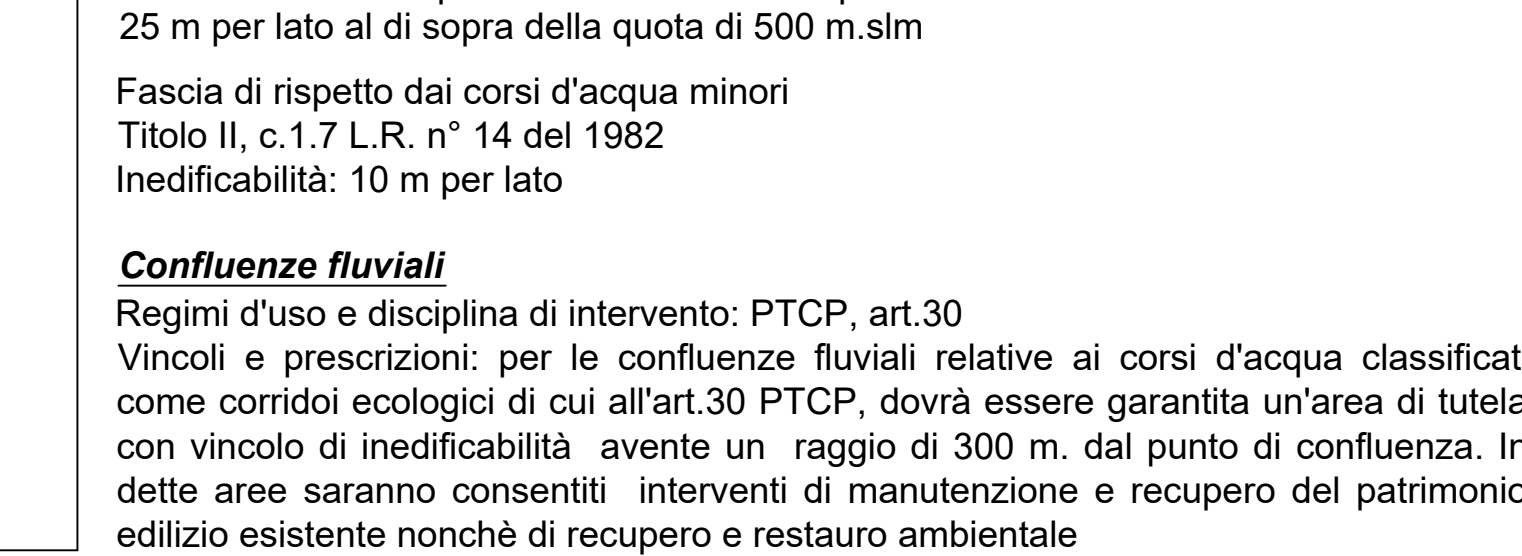 25 m per lato al di sopra della quota di 500 m.slm
Fascia di rispetto dai corsi d'acqua minori
Titolo II, c.1.7 L.R. n° 14 del 1982
Inedificabilità: 10 m per lato
Confluenze fluviali
Regimi d'uso e disciplina di intervento: PTCP, art.30
Vincoli e prescrizioni: per le confluenze fluviali relative ai corsi d'acqua classificat
come corridoi ecologici di cui all'art.30 PTCP, dovrà essere garantita un'area di tutela
con vincolo di inedificabilità avente un raggio di 300 m. dal punto di confluenza. In
dette aree saranno consentiti interventi di manutenzione e recupero del patrimonio
edilizio esistente nonchè di recupero e restauro ambientale